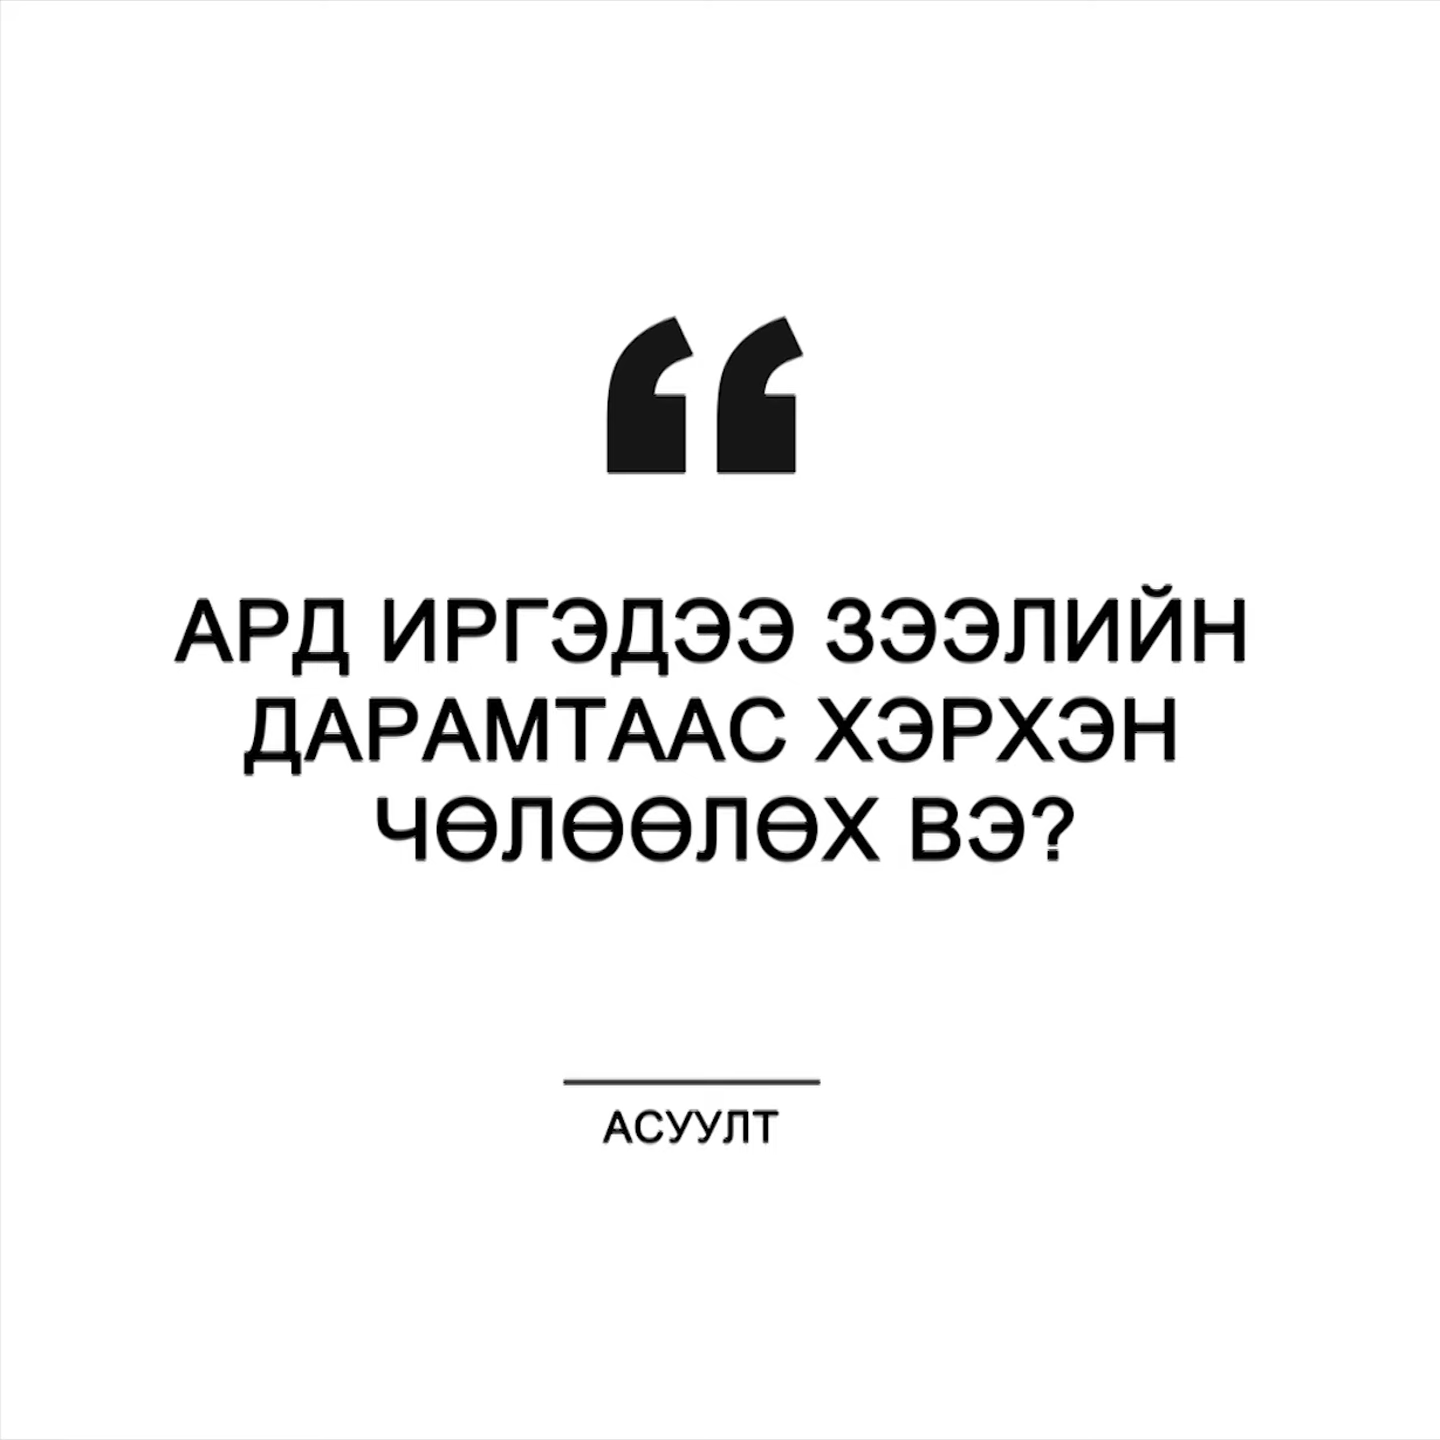 “
АРД ИРГЭДЭЭ ЗЭЭЛИЙН
ДАРАМТААС ХЭРХЭН
ЧӨЛӨӨЛӨХ ВЭ?
АСУУЛТ